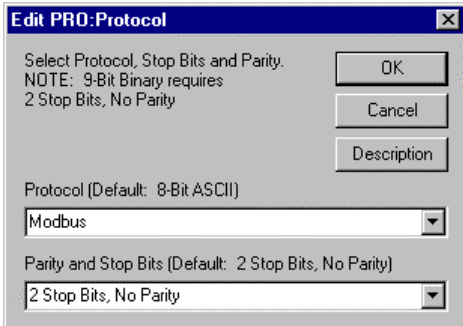 Edit PRO:Protocol
Select Protocol, Stop Bits and Parity.
NOTE: 9-Bit Binary requires
2 Stop Bits, No Parity
OK
Cancel
Description
Protocol (Default: 8-Bit ASCII)
Modbus
Parity and Stop Bits (Default: 2 Stop Bits, No Parity)
2 Stop Bits, No Parity